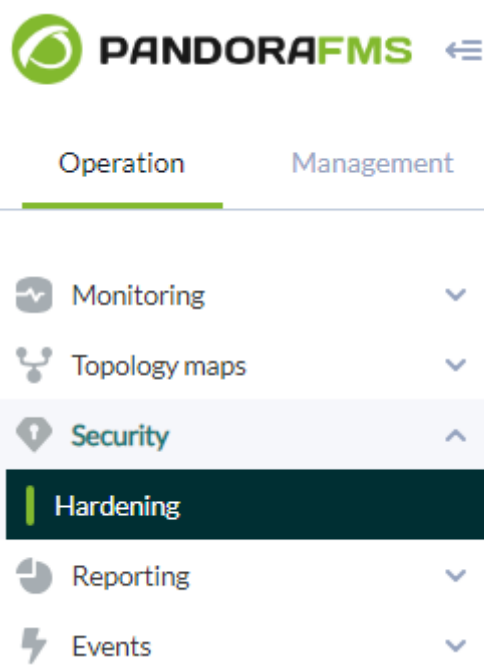 PANDORAFMS
Operation Management
Monitoring
Topology maps
Security
Hardening
Reporting
Events